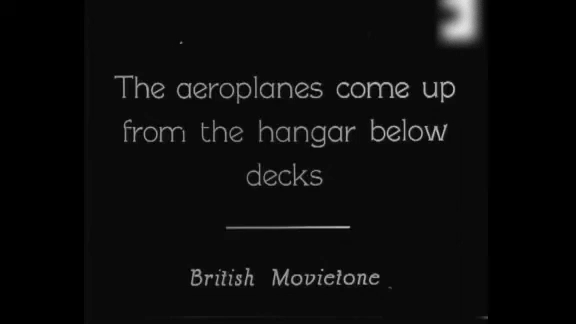 The aeroplanes come up
from the hangar below
decks
British Movietone